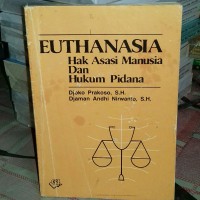 EUTHANASIA
Hak Asasi Manusia
Dan
Hukum Pidana
Djoko Prakoso, S.H.
Djaman Andhi Nirwanto, S.H.